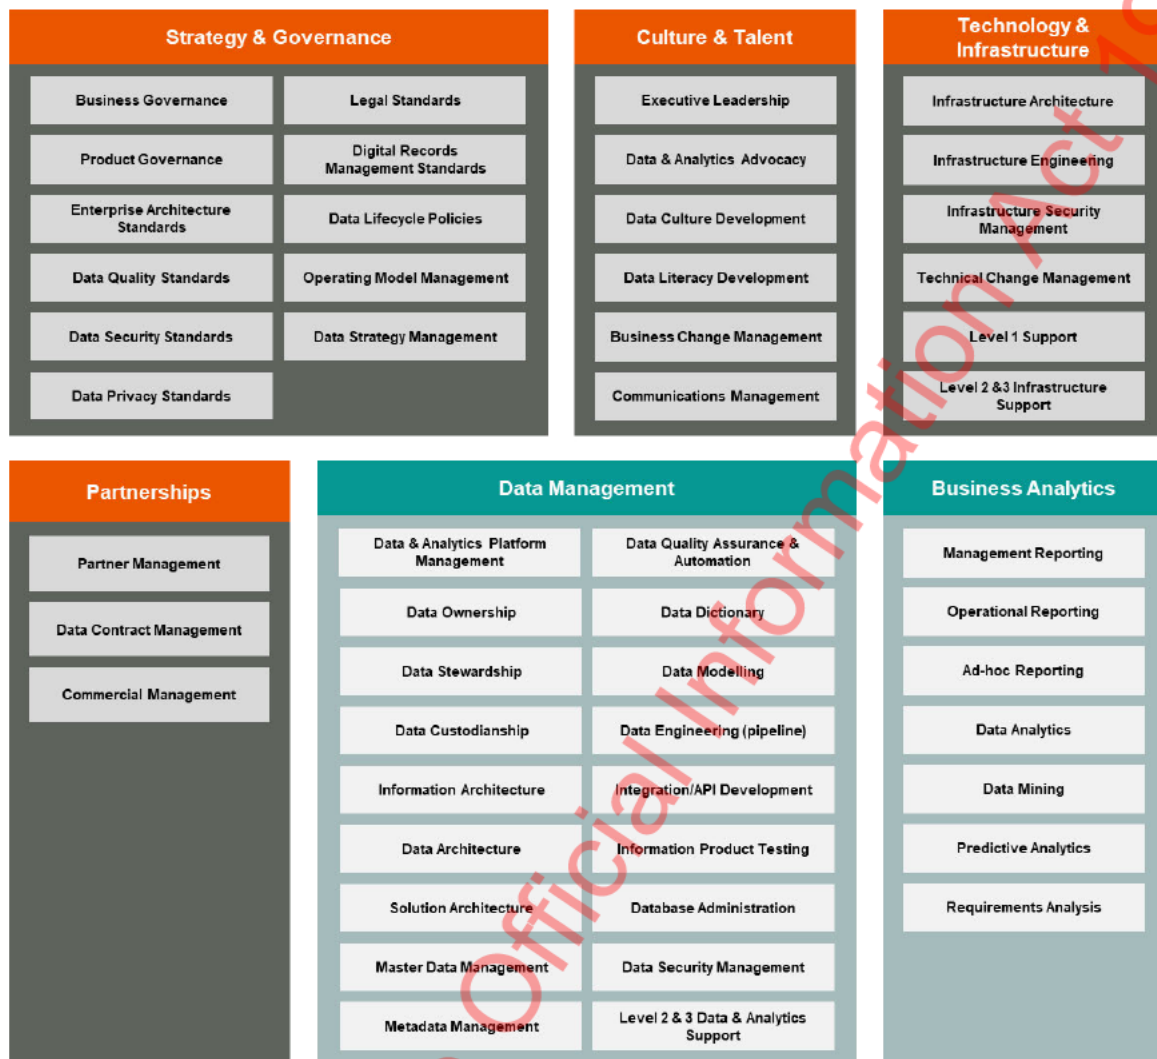 Strategy & Governance
Business Governance
Legal Standards
Product Governance
Digital Records
Management Standards
Enterprise Architecture
Standards
Data Lifecycle Policies
Data Quality Standards
Operating Model Management
Data Security Standards
Data Strategy Management
Data Privacy Standards
Culture & Talent
Executive Leadership
Data & Analytics Advocacy
Data Culture Development
Data Literacy Development
Business Change Management
Communications Management
Technology &
Infrastructure
Infrastructure Architecture
Infrastructure Engineering
Infrastructure Security
Management
Technical Change Management
Level 1 Support
Level 2 &3 Infrastructure
Support
Partnerships
Partner Management
Data Contract Management
Commercial Management
Data Management
Data & Analytics Platform
Management
Data Quality Assurance &
Automation
Data Ownership
Data Dictionary
Data Stewardship
Data Modelling
Data Custodianship
Data Engineering (pipeline)
Information Architecture
Integration/API Development
Data Architecture
Information Product Testing
Solution Architecture
Database Administration
Master Data Management
Data Security Management
Metadata Management
Level 2 & 3 Data & Analytics
Support
Business Analytics
Management Reporting
Operational Reporting
Ad-hoc Reporting
Data Analytics
Data Mining
Predictive Analytics
Requirements Analysis
Official Information Act